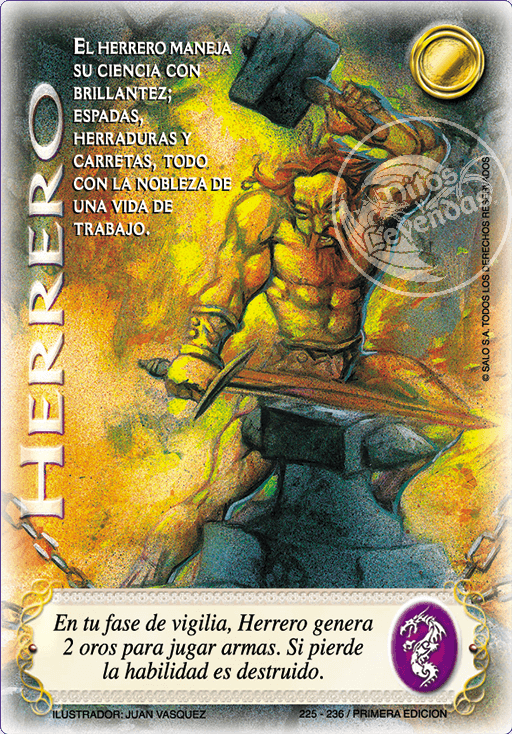 EL HERRERO MANEJA
SU CIENCIA CON
BRILLANTEZ;
ESPADAS,
HERRADURAS Y
CARRETAS, TODO
CON LA NOBLEZA DE
UNA VIDA DE
TRABAJO.
HERRERO
mitos
y leyendas
© SALO S.A. TODOS LOS DERECHOS RESERVADOS
En tu fase de vigilia, Herrero genera
2 oros para jugar armas. Si pierde
la habilidad es destruido.
ILUSTRADOR: JUAN VASQUEZ
225 - 236 / PRIMERA EDICION